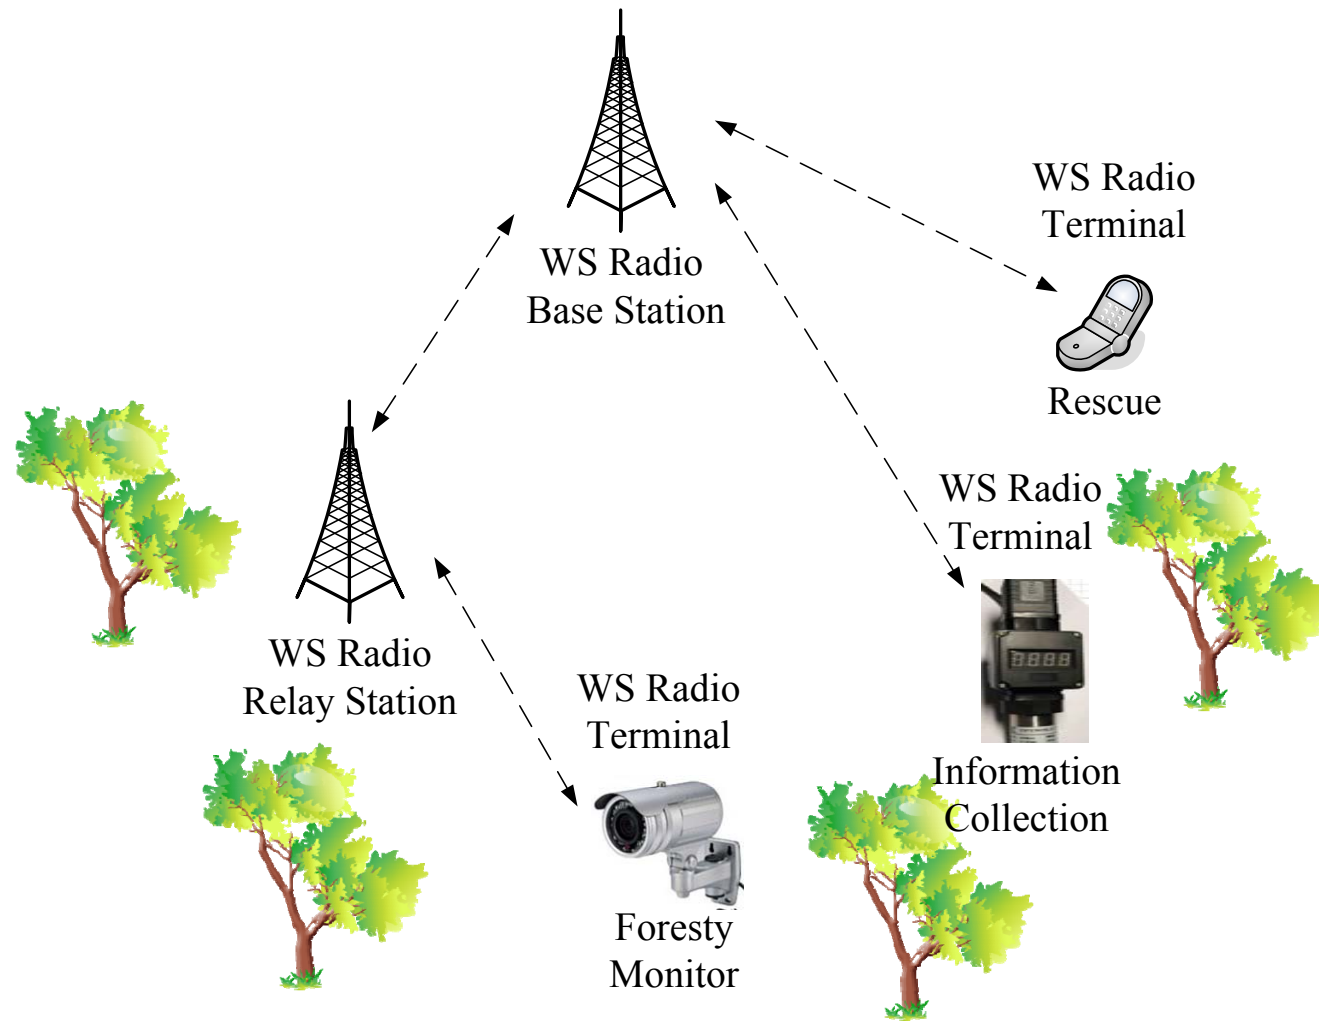 WS Radio
Base Station
WS Radio
Terminal
Rescue
WS Radio
Terminal
8888
Information
Collection
WS Radio
Relay Station
WS Radio
Terminal
Foresty
Monitor